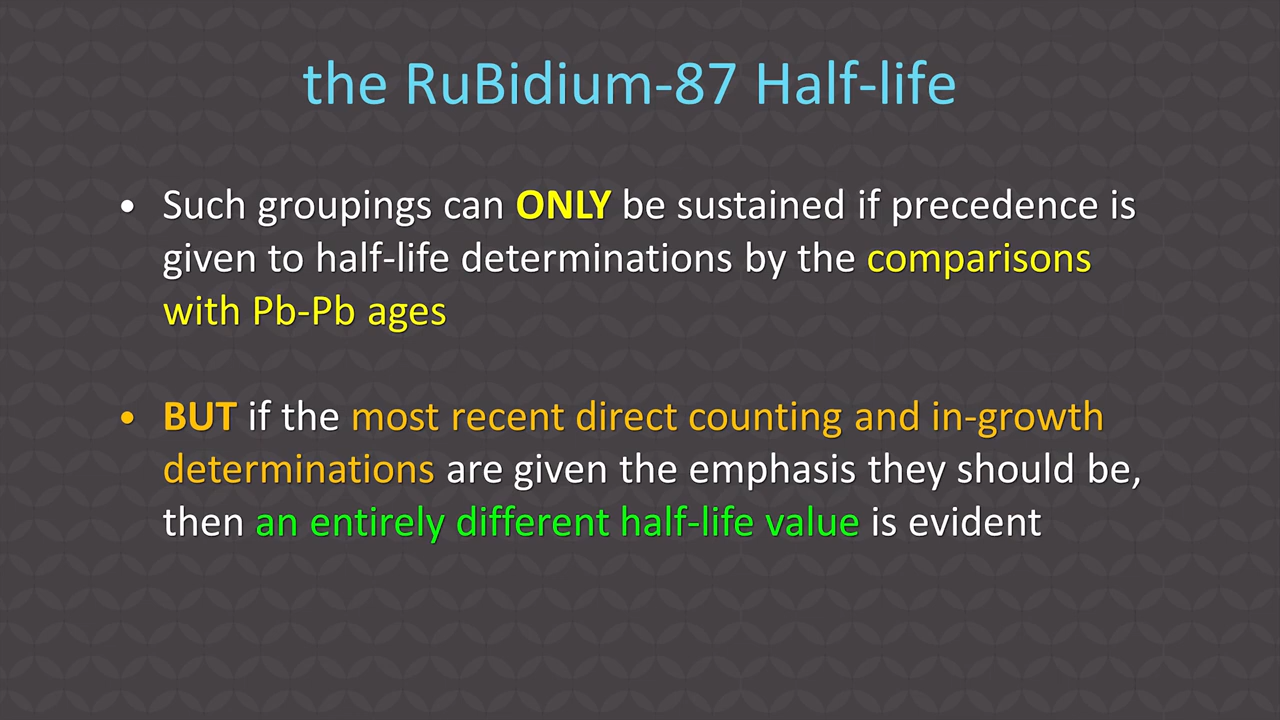 the RuBidium-87 Half-life
• Such groupings can ONLY be sustained if precedence is
given to half-life determinations by the comparisons
with Pb-Pb ages
• BUT if the most recent direct counting and in-growth
determinations are given the emphasis they should be,
then an entirely different half-life value is evident